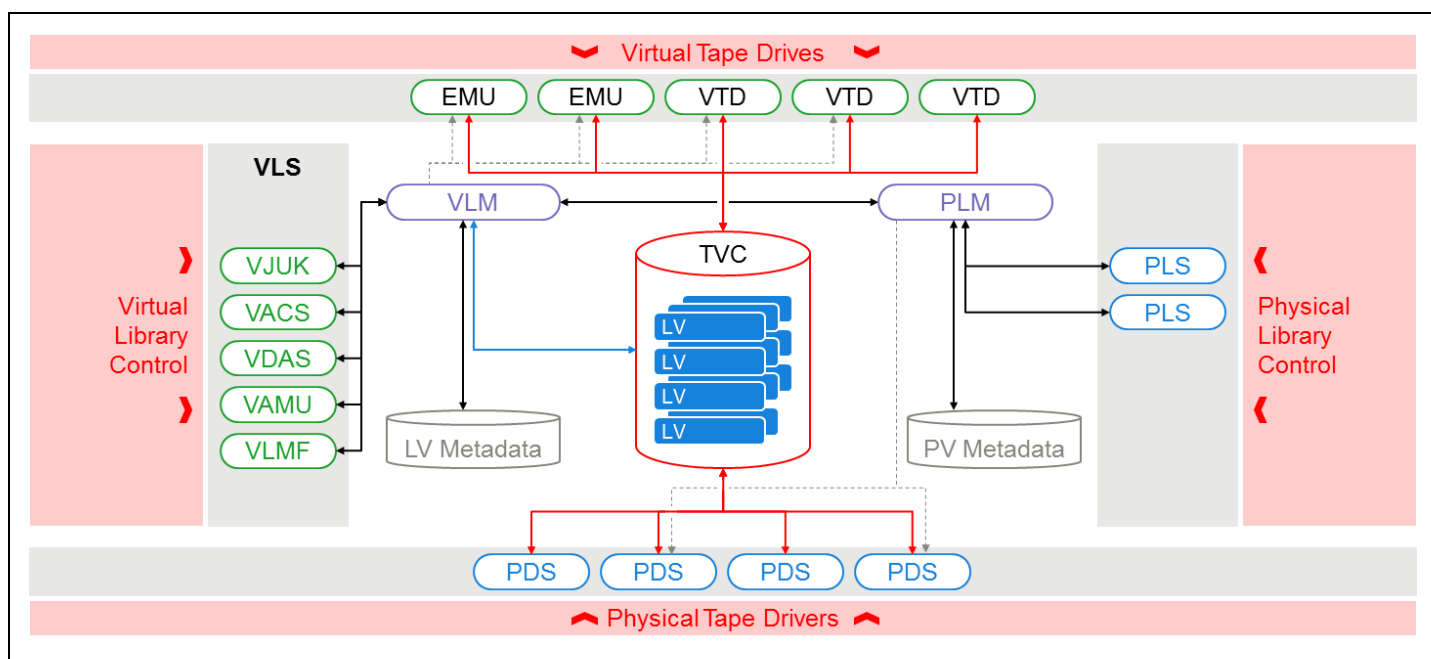 Virtual Tape Drives
EMU
EMU
VTD
VTD
VTD
VLS
VLM
PLM
TVC
VJUK
VACS
VDAS
VAMU
VLMF
Virtual
Library
Control
LV
LV
LV
LV
PLS
PLS
Physical
Library
Control
LV Metadata
PV Metadata
PDS
PDS
PDS
PDS
Physical Tape Drivers